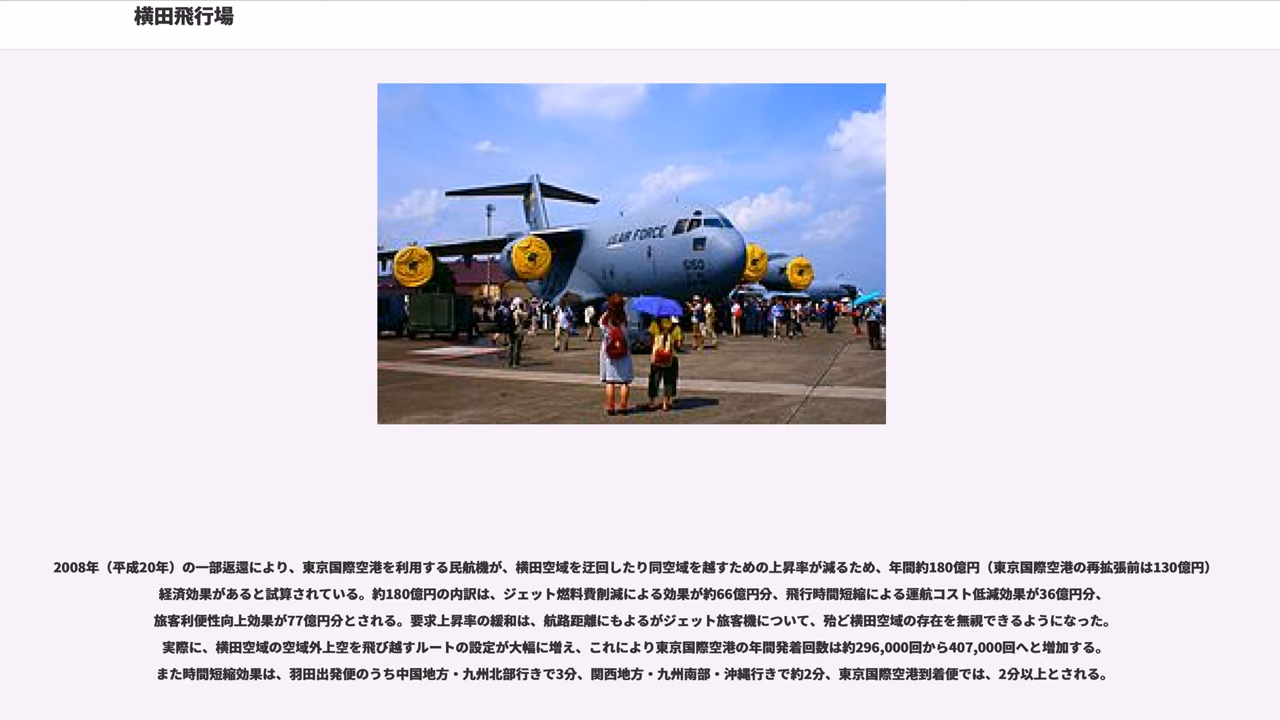 横田飛行場
U.S. AIR FORCE
2008年（平成20年）の一部返還により、東京国際空港を利用する民航機が、横田空域を迂回したり同空域を越すための上昇率が減るため、年間約180億円（東京国際空港の再拡張前は130億円）
経済効果があると試算されている。約180億円の内訳は、ジェット燃料費削減による効果が約66億円分、飛行時間短縮による運航コスト低減効果が36億円分、
旅客利便性向上効果が77億円分とされる。要求上昇率の緩和は、航路距離にもよるがジェット旅客機について、殆ど横田空域の存在を無視できるようになった。
実際に、横田空域の空域外上空を飛び越すルートの設定が大幅に増え、これにより東京国際空港の年間発着回数は約296,000回から407,000回へと増加する。
また時間短縮効果は、羽田出発便のうち中国地方・九州北部行きで3分、関西地方・九州南部・沖縄行きで約2分、東京国際空港到着便では、2分以上とされる。